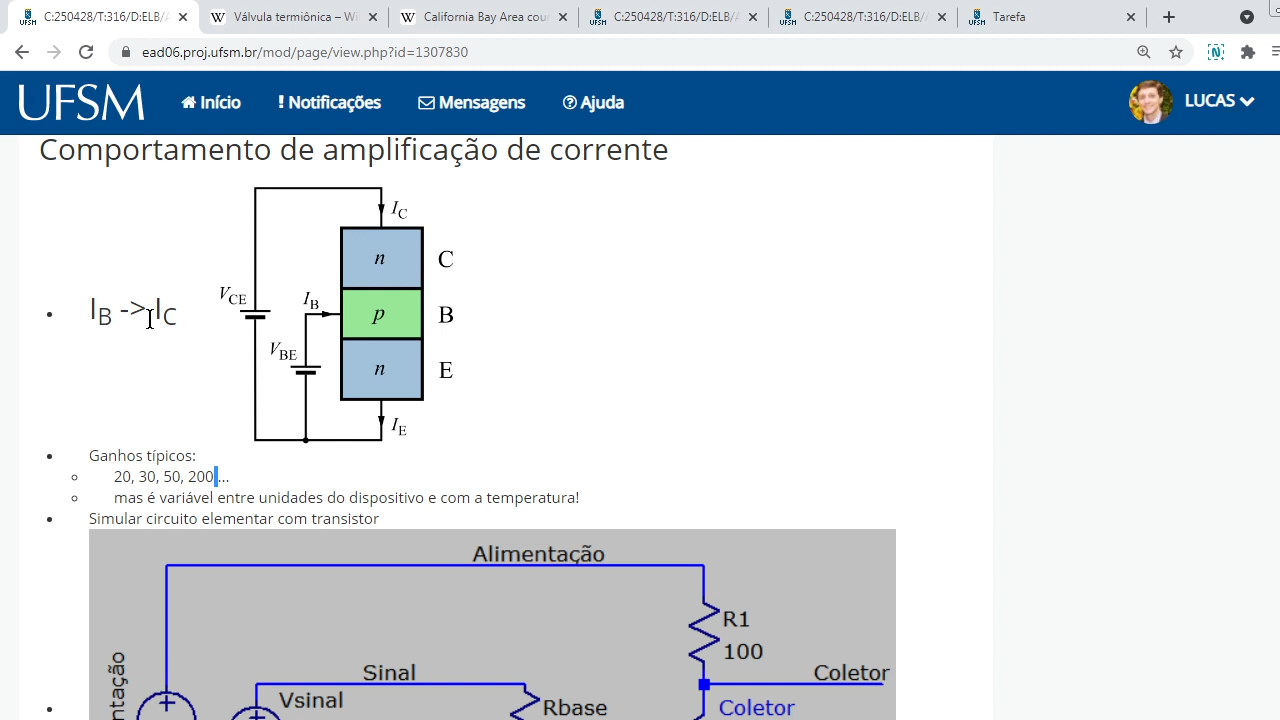 C:250428/T:316/D:ELB/
Válvula termiônica – Wi
California Bay Area cour
C:250428/T:316/D:ELB/
C:250428/T:316/D:ELB/
Tarefa
ead06.proj.ufsm.br/mod/page/view.php?id=1307830
UFSM Início Notificações Mensagens Ajuda LUCAS
Comportamento de amplificação de corrente
IC
n C
VCE IB
IB -> IC p B
VBE
n E
IE
Ganhos típicos:
20, 30, 50, 200 ...
mas é variável entre unidades do dispositivo e com a temperatura!
Simular circuito elementar com transistor
Alimentação
R1
100
ntação
Sinal Coletor
Vsinal
Rbase Coletor